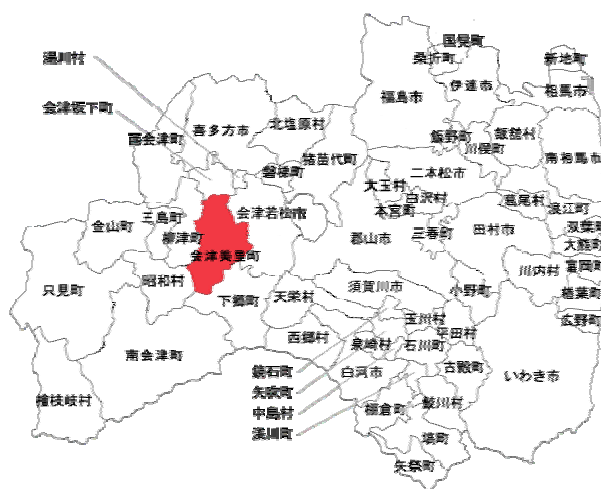 国見町
湯川村
桑折町
新地町
伊達市
相馬市
福島市
会津坂下町
北塩原村
喜多方市
西会津町
飯野町
飯舘村
川俣町
猪苗代町
南相馬市
磐梯町
二本松市
大玉村
白沢村
葛尾村
本宮町
浪江町
会津若松市
三島町
金山町
双葉町
田村市
三春町
柳津町
郡山市
大熊町
会津美里町
富岡町
川内村
昭和村
須賀川市
只見町
小野町
楢葉町
天栄村
下郷町
玉川村
広野町
平田村
西郷村
泉崎村
石川町
南会津町
古殿町
鏡石町
白河市
いわき市
矢吹町
檜枝岐村
鮫川村
棚倉町
中島村
浅川町
塙町
矢祭町